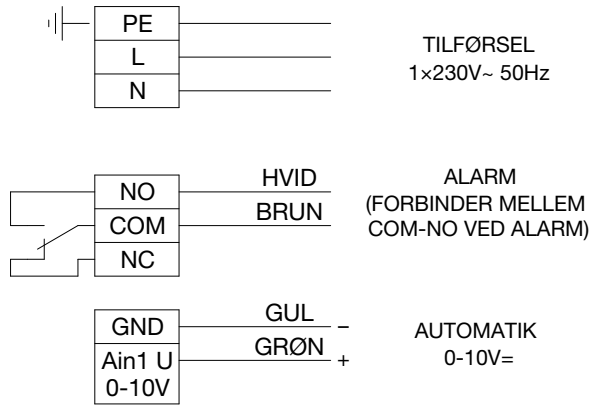 PE
L
N
TILFØRSEL
1×230V~ 50Hz
NO
COM
NC
HVID
BRUN
ALARM
(FORBINDER MELLEM
COM-NO VED ALARM)
GND
Ain1 U
0-10V
GUL –
GRØN +
AUTOMATIK
0-10V=